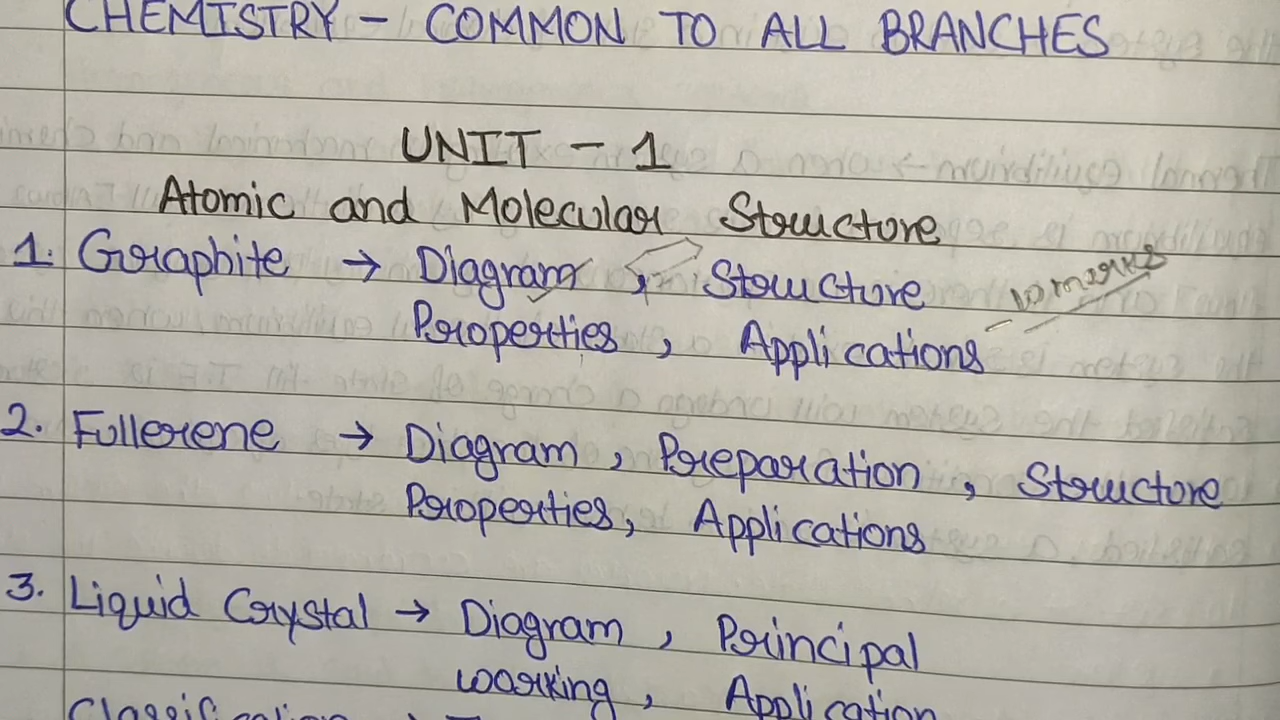 CHEMISTRY - COMMON TO ALL BRANCHES
UNIT - 1
Atomic and Molecular Structure
1. Graphite → Diagram, Structure
10 marks
Properties, Applications
2. Fullerene → Diagram, Preparation, Structure
Properties, Applications
3. Liquid Crystal → Diagram, Principal
working, Application
Classification